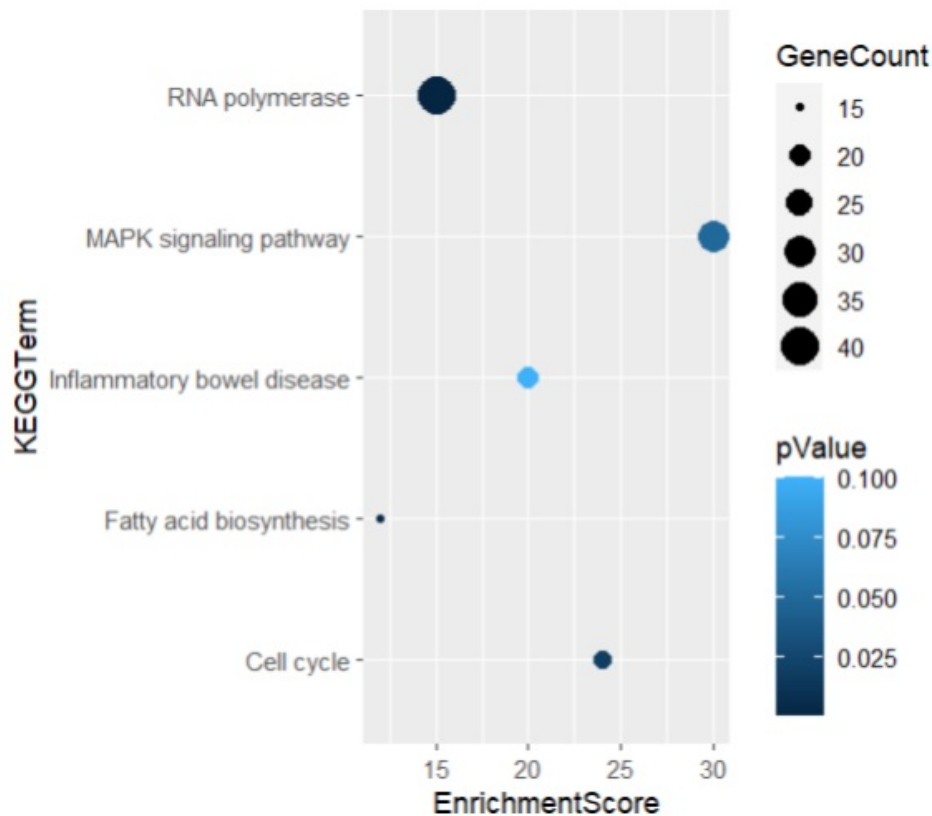 GeneCount
RNA polymerase
15
20
MAPK signaling pathway
25
30
35
40
KEGGTerm
Inflammatory bowel disease
pValue
0.100
0.075
Fatty acid biosynthesis
0.050
0.025
Cell cycle
15 20 25 30
EnrichmentScore